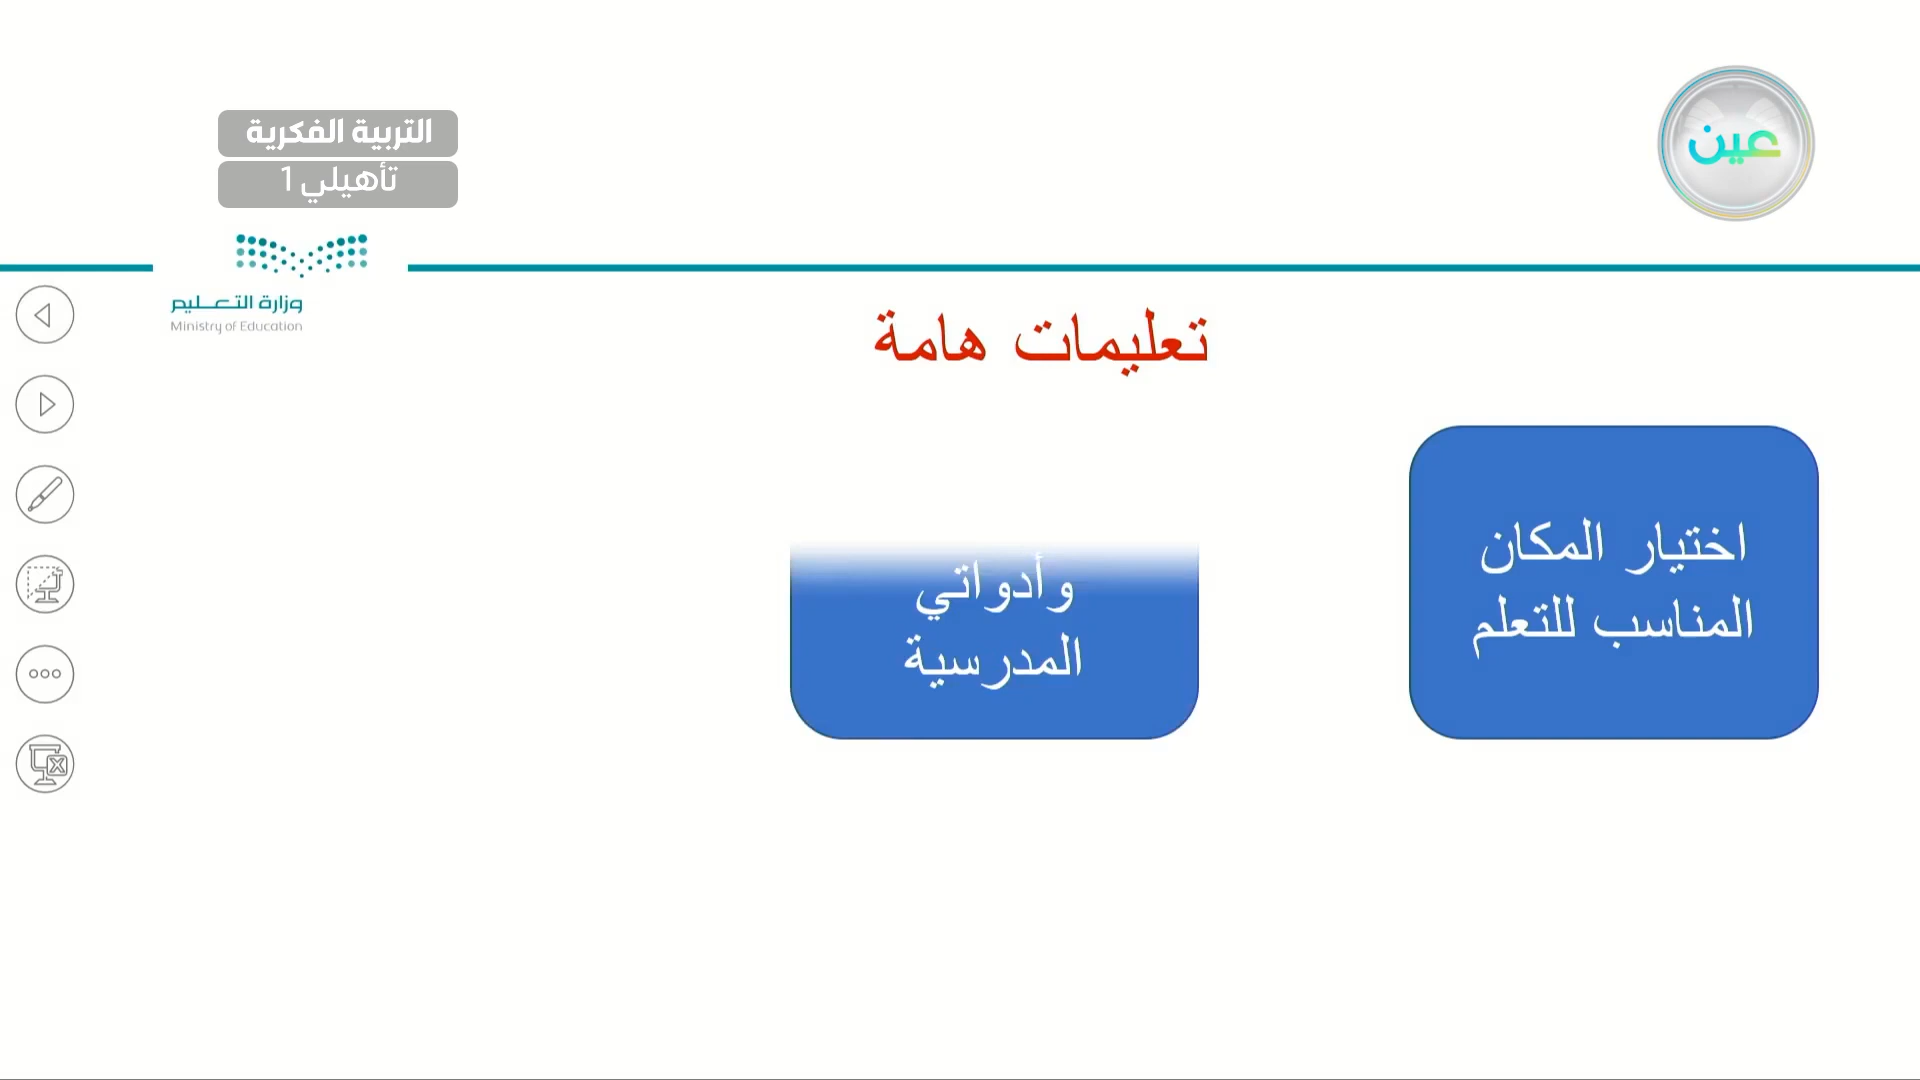 التربية الفكرية
تأهيلي 1
عين
وزارة التعليم
Ministry of Education
تعليمات هامة
اختيار المكان
المناسب للتعلم
وأدواتي
المدرسية